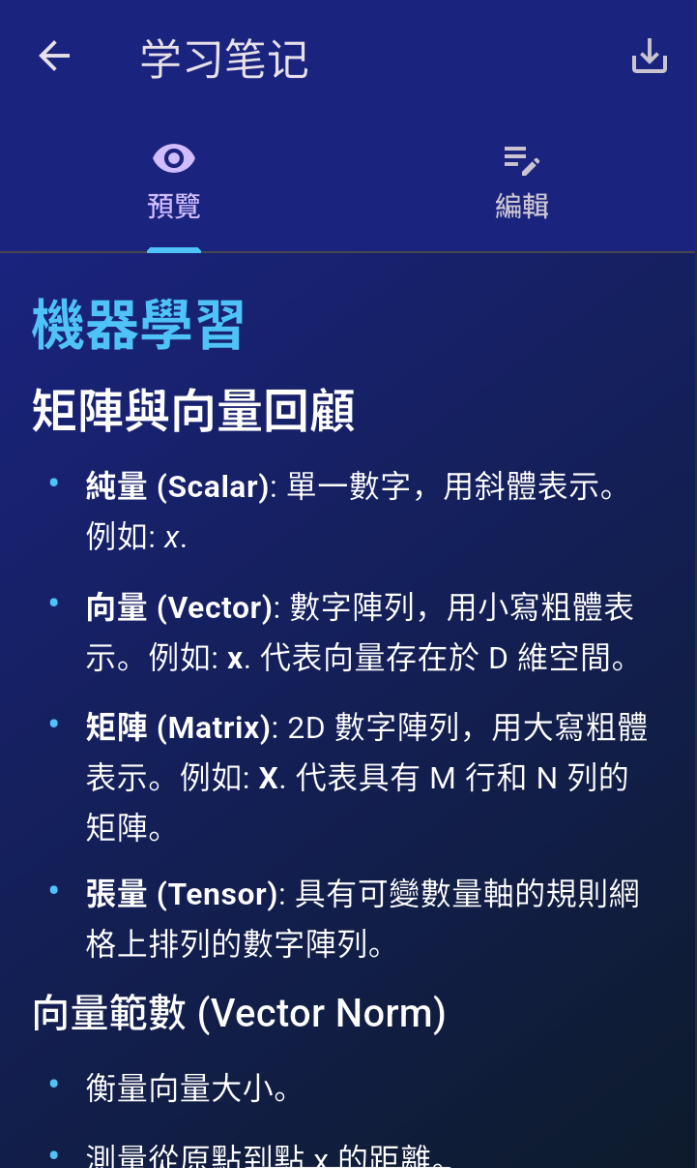 学习笔记
預覽
編輯
機器學習
矩陣與向量回顧
• 純量 (Scalar): 單一數字，用斜體表示。
例如: x.
• 向量 (Vector): 數字陣列，用小寫粗體表
示。例如: x. 代表向量存在於 D 維空間。
• 矩陣 (Matrix): 2D 數字陣列，用大寫粗體
表示。例如: X. 代表具有 M 行和 N 列的
矩陣。
• 張量 (Tensor): 具有可變數量軸的規則網
格上排列的數字陣列。
向量範數 (Vector Norm)
• 衡量向量大小。
• 測量從原點到點 x 的距離。